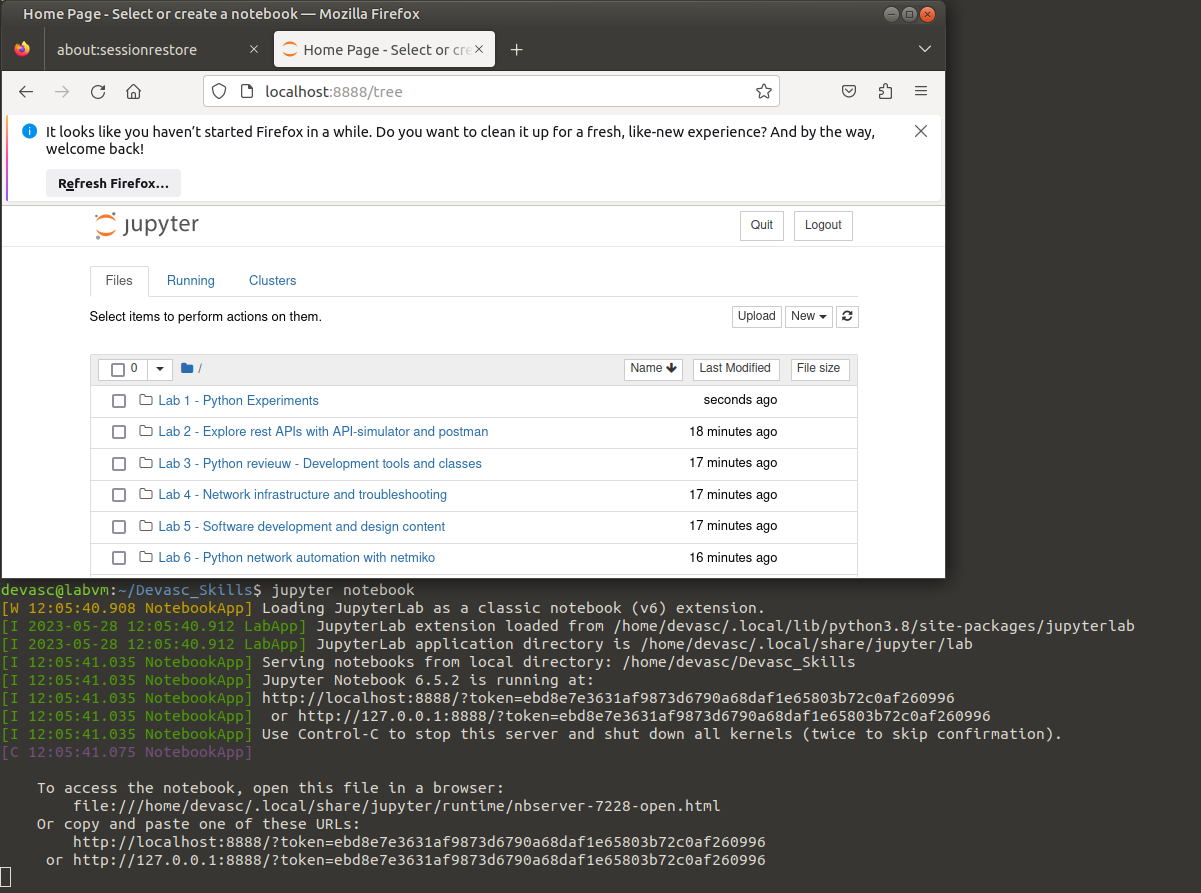 Home Page - Select or create a notebook — Mozilla Firefox
about:sessionrestore
Home Page - Select or cre
localhost:8888/tree
It looks like you haven't started Firefox in a while. Do you want to clean it up for a fresh, like-new experience? And by the way,
welcome back!
Refresh Firefox…
jupyter
Quit
Logout
Files
Running
Clusters
Select items to perform actions on them.
Upload
New
0
/
Name
Last Modified
File size
Lab 1 - Python Experiments
seconds ago
Lab 2 - Explore rest APIs with API-simulator and postman
18 minutes ago
Lab 3 - Python revieuw - Development tools and classes
17 minutes ago
Lab 4 - Network infrastructure and troubleshooting
17 minutes ago
Lab 5 - Software development and design content
17 minutes ago
Lab 6 - Python network automation with netmiko
16 minutes ago
devasc@labvm:~/Devasc_Skills$ jupyter notebook
[W 12:05:40.908 NotebookApp] Loading JupyterLab as a classic notebook (v6) extension.
[I 2023-05-28 12:05:40.912 LabApp] JupyterLab extension loaded from /home/devasc/.local/lib/python3.8/site-packages/jupyterlab
[I 2023-05-28 12:05:40.912 LabApp] JupyterLab application directory is /home/devasc/.local/share/jupyter/lab
[I 12:05:41.035 NotebookApp] Serving notebooks from local directory: /home/devasc/Devasc_Skills
[I 12:05:41.035 NotebookApp] Jupyter Notebook 6.5.2 is running at:
[I 12:05:41.035 NotebookApp] http://localhost:8888/?token=ebd8e7e3631af9873d6790a68daf1e65803b72c0af260996
[I 12:05:41.035 NotebookApp]  or http://127.0.0.1:8888/?token=ebd8e7e3631af9873d6790a68daf1e65803b72c0af260996
[I 12:05:41.035 NotebookApp] Use Control-C to stop this server and shut down all kernels (twice to skip confirmation).
[C 12:05:41.075 NotebookApp]
To access the notebook, open this file in a browser:
file:///home/devasc/.local/share/jupyter/runtime/nbserver-7228-open.html
Or copy and paste one of these URLs:
http://localhost:8888/?token=ebd8e7e3631af9873d6790a68daf1e65803b72c0af260996
or http://127.0.0.1:8888/?token=ebd8e7e3631af9873d6790a68daf1e65803b72c0af260996